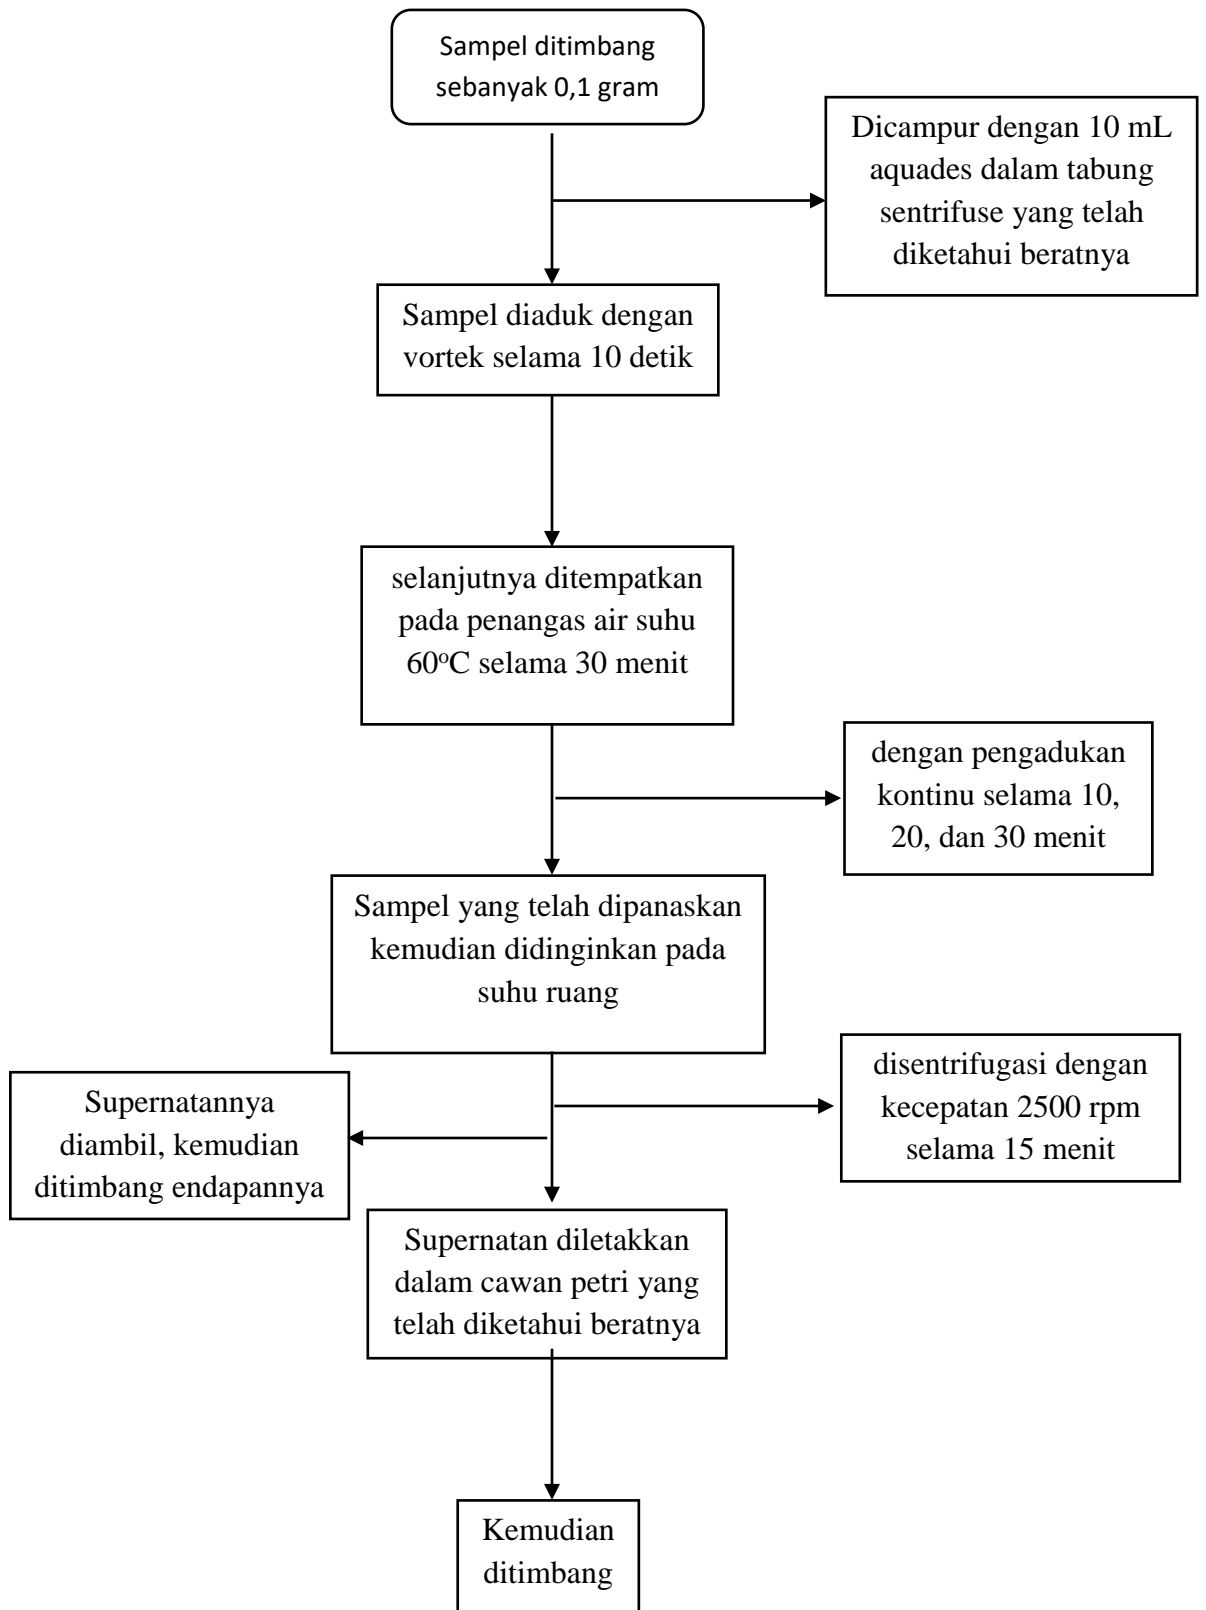 Sampel ditimbang
sebanyak 0,1 gram
Dicampur dengan 10 mL
aquades dalam tabung
sentrifuse yang telah
diketahui beratnya
Sampel diaduk dengan
vortek selama 10 detik
selanjutnya ditempatkan
pada penangas air suhu
60°C selama 30 menit
dengan pengadukan
kontinu selama 10,
20, dan 30 menit
Sampel yang telah dipanaskan
kemudian didinginkan pada
suhu ruang
disentrifugasi dengan
kecepatan 2500 rpm
selama 15 menit
Supernatannya
diambil, kemudian
ditimbang endapannya
Supernatan diletakkan
dalam cawan petri yang
telah diketahui beratnya
Kemudian
ditimbang